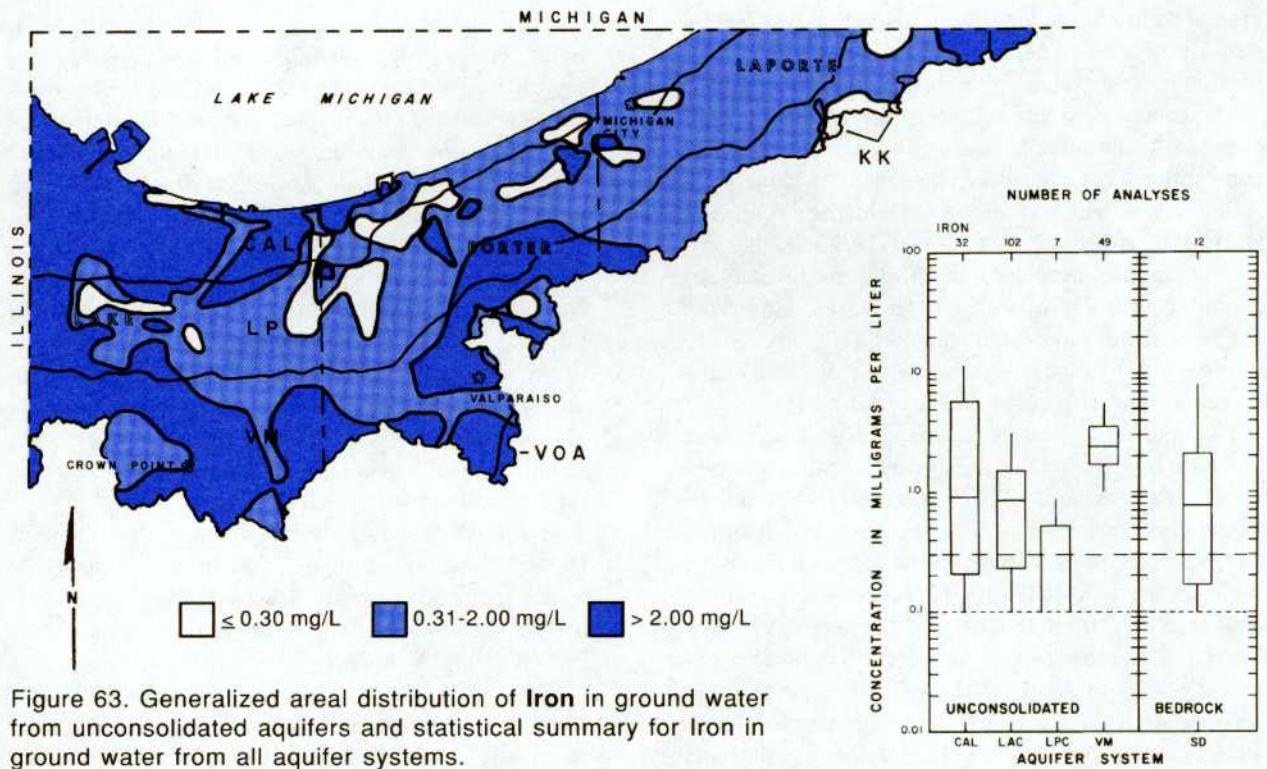 MICHIGAN
LAPORTE
LAKE MICHIGAN
MICHIGAN
CITY
KK
ILLINOIS
CAL
PORTER
LAKE
LP
VALPARAISO
VM
-VOA
CROWN POINT
N
≤ 0.30 mg/L
0.31-2.00 mg/L
> 2.00 mg/L
Figure 63. Generalized areal distribution of Iron in ground water
from unconsolidated aquifers and statistical summary for Iron in
ground water from all aquifer systems.
NUMBER OF ANALYSES
IRON
32 102 7 49 12
CONCENTRATION IN MILLIGRAMS PER LITER
0.1
0.01
UNCONSOLIDATED BEDROCK
CAL LAC LPC VM SD
AQUIFER SYSTEM